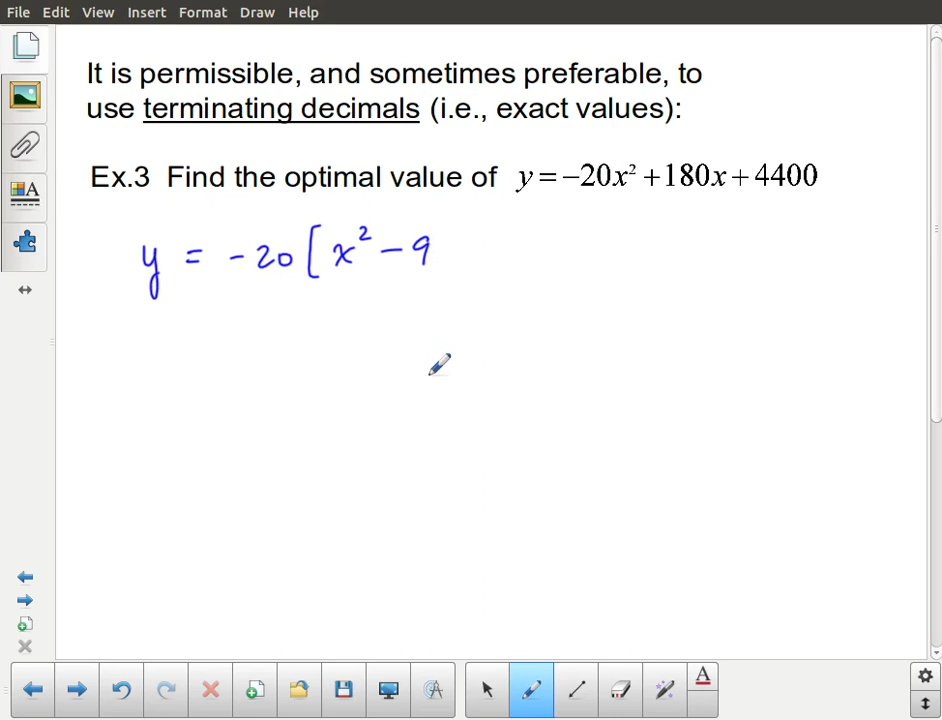 File Edit View Insert Format Draw Help
It is permissible, and sometimes preferable, to
use terminating decimals (i.e., exact values):
Ex.3 Find the optimal value of y = −20x² + 180x + 4400
y = -20 [ x² - 9